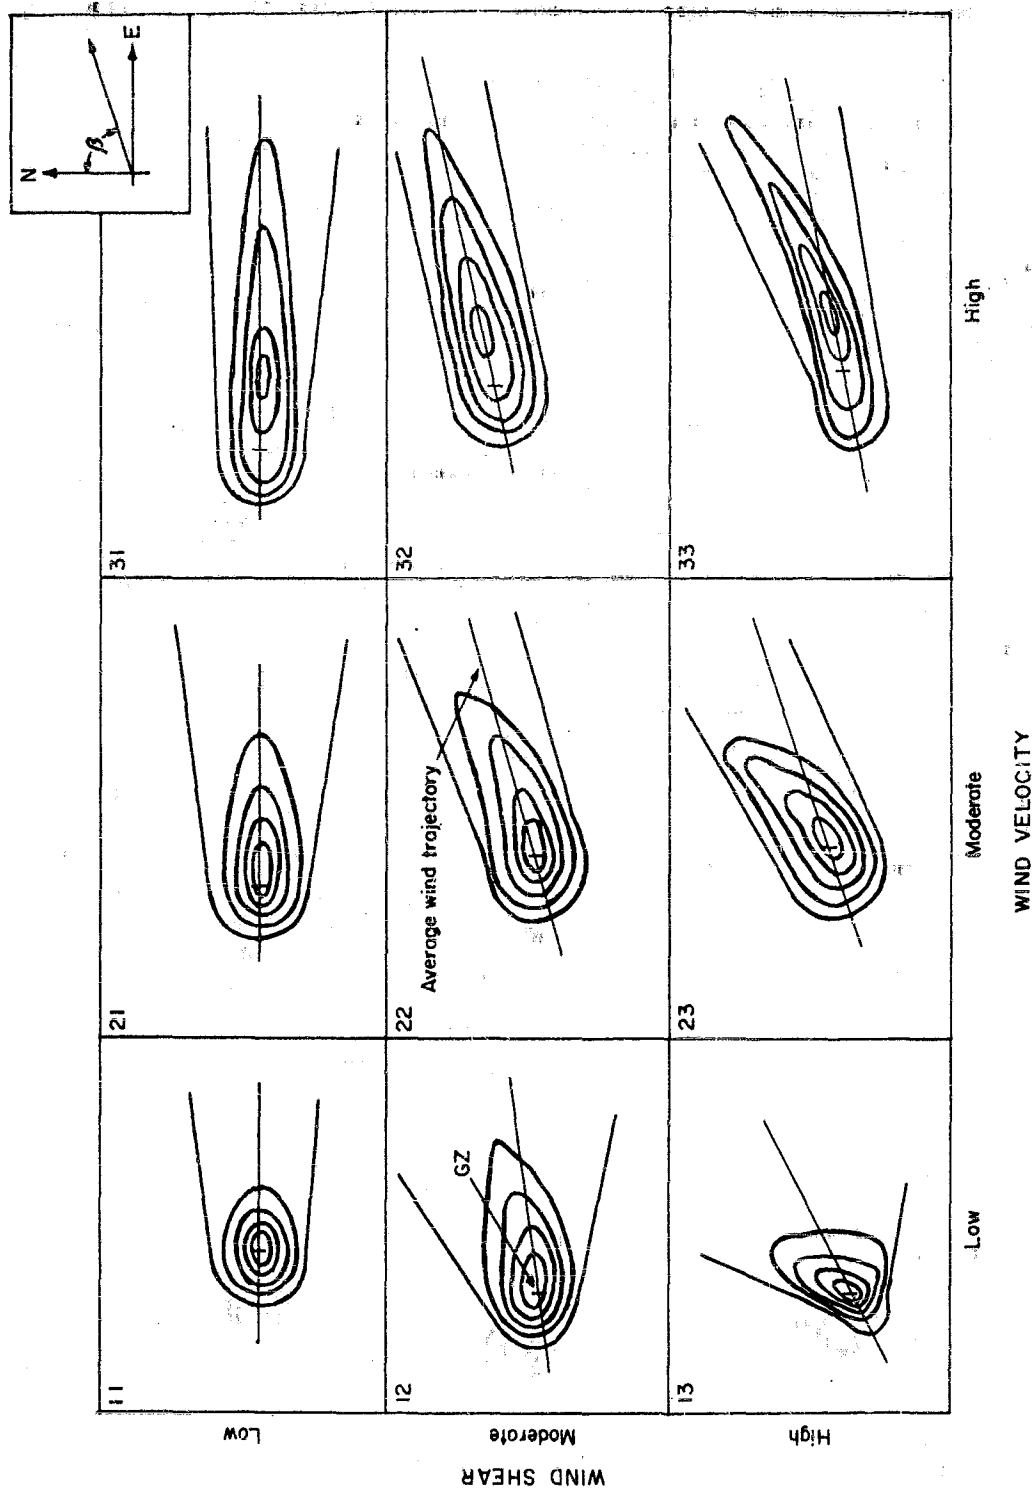 N
β
E
11
21
31
12
GZ
22
Average wind trajectory
32
13
23
33
Low
Moderate
High
WIND SHEAR
Low
Moderate
High
WIND VELOCITY